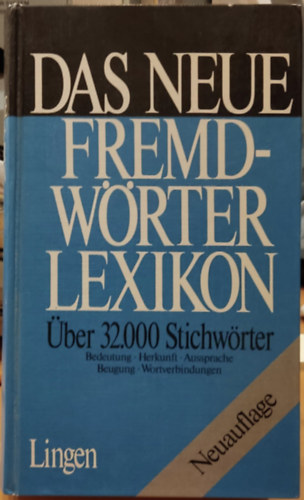 DAS NEUE
FREMD-
WÖRTER
LEXIKON
Über 32.000 Stichwörter
Bedeutung · Herkunft · Aussprache
Beugung · Wortverbindungen
Neuauflage
Lingen